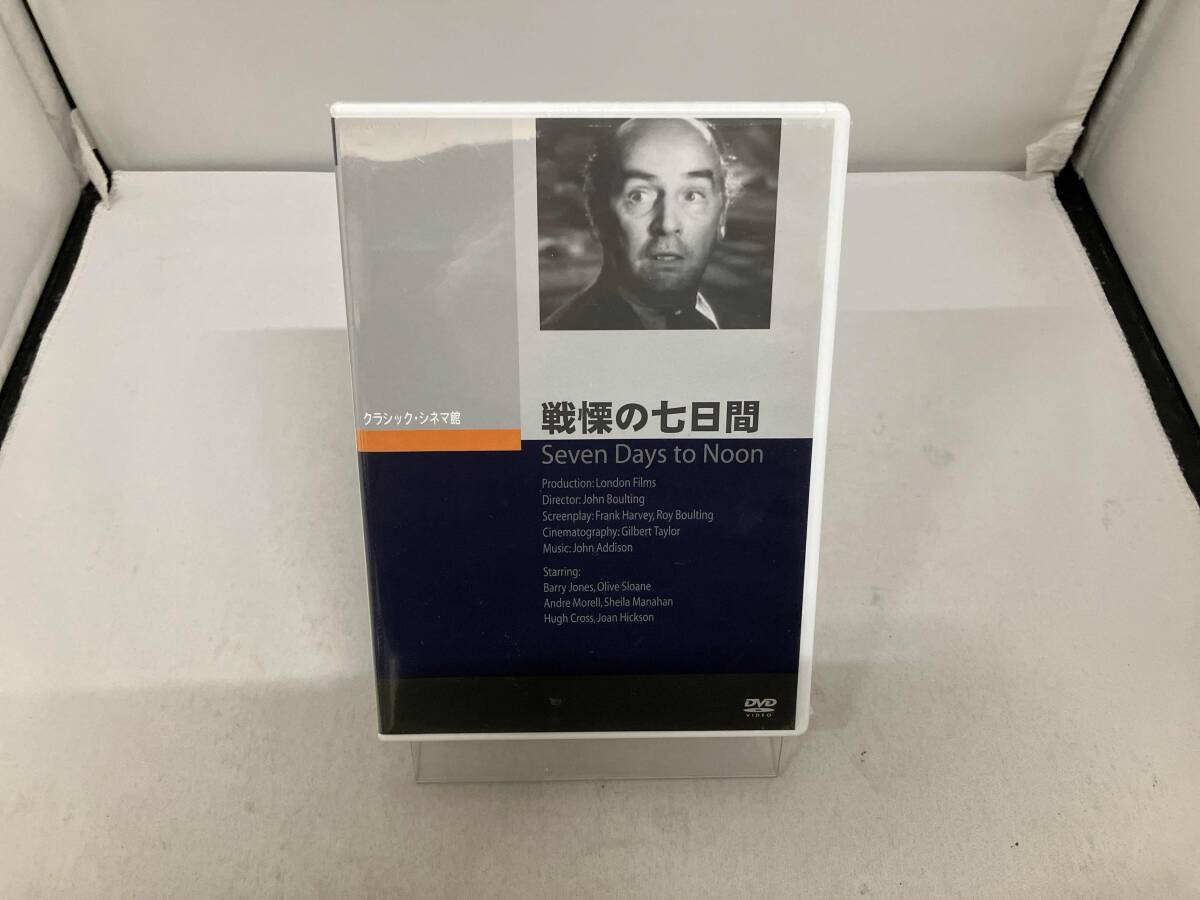 クラシック・シネマ館
戦慄の七日間
Seven Days to Noon
Production: London Films
Director: John Boulting
Screenplay: Frank Harvey, Roy Boulting
Cinematography: Gilbert Taylor
Music: John Addison
Starring:
Barry Jones, Olive Sloane
Andre Morell, Sheila Manahan
Hugh Cross, Joan Hickson
DVD
VIDEO